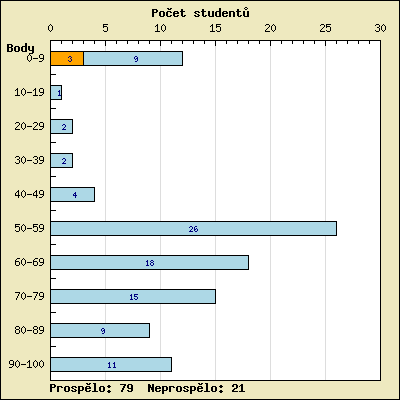 Počet studentů
0 5 10 15 20 25 30
Body
0-9 3 9
10-19 1
20-29 2
30-39 2
40-49 4
50-59 26
60-69 18
70-79 15
80-89 9
90-100 11
Prospělo: 79 Neprospělo: 21